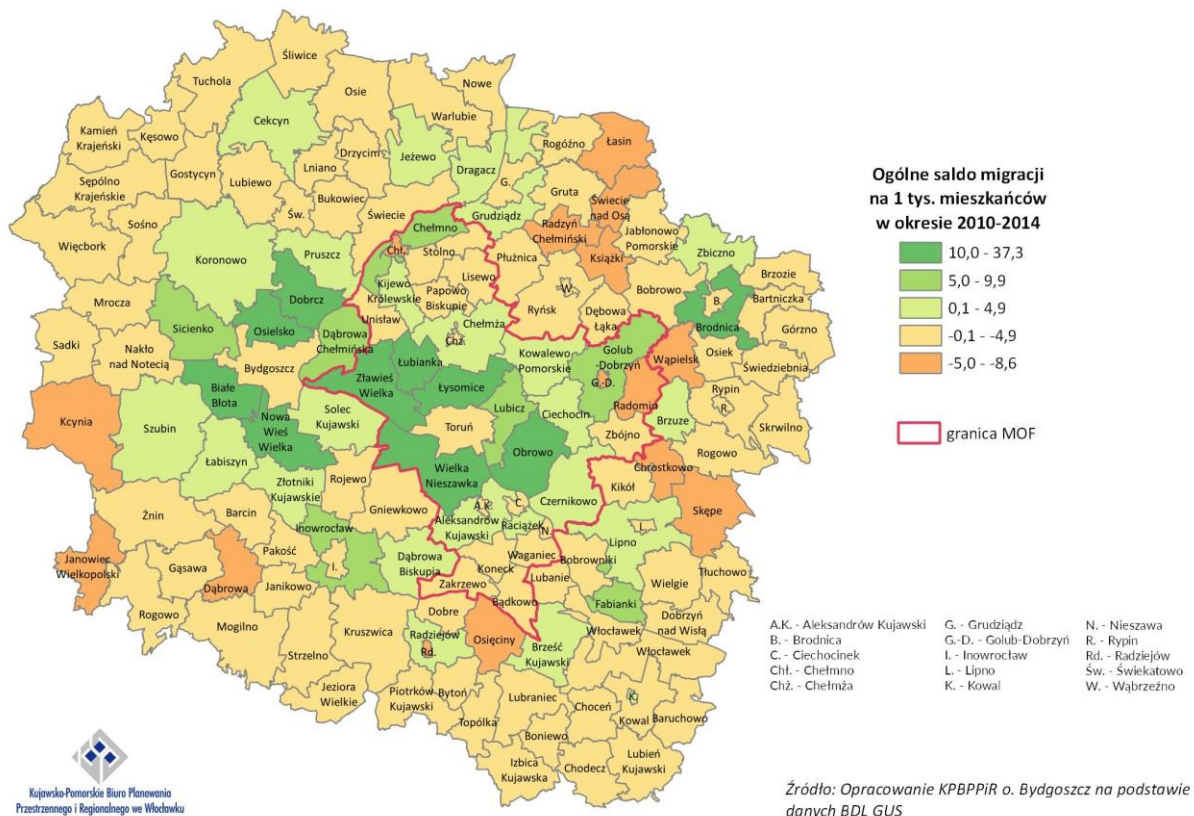 Śliwice
Tuchola
Osie
Nowe
Warlubie
Cekcyn
Kamień
Krajeński
Kęsowo
Rogóźno
Łasin
Drzycim
Jeżewo
Lniano
Dragacz
G.
Gostycyn
Lubiewo
Gruta
Sępólno
Krajeńskie
Bukowiec
Św.
Świecie
Świecie
nad Osą
Sośno
Grudziądz
Radzyń
Chełmiński
Chełmno
Jabłonowo
Pomorskie
Więcbork
Zbiczno
Chł.
Stolno
Płużnica
Książki
Koronowo
Pruszcz
Lisewo
Brzozie
Kijewo
Królewskie
Papowo
Biskupie
W.
Bobrowo
B.
Bartniczka
Mrocza
Dobrcz
Ryńsk
Dębowa
Łąka
Unisław
Chełmża
Brodnica
Górzno
Sicienko
Osielsko
Dąbrowa
Chełmińska
Chż.
Golub
-Dobrzyń
Sadki
Nakło
nad Notecią
Łubianka
Kowalewo
Pomorskie
Wąpielsk
Osiek
Świedziebnia
Bydgoszcz
Zławieś
Wielka
Łysomice
G.-D.
Białe
Błota
Rypin
R.
Kcynia
Lubicz
Radomin
Solec
Kujawski
Ciechocin
Brzuze
Skrwilno
Szubin
Nowa
Wieś
Wielka
Toruń
Zbójno
Obrowo
Rogowo
Łabiszyn
Wielka
Nieszawka
Złotniki
Kujawskie
Rojewo
Kikół
Chrostkowo
Czernikowo
A.K.
C.
Skępe
Żnin
Barcin
Gniewkowo
Aleksandrów
Kujawski
Raciążek
N.
L.
Inowrocław
Lipno
Pakość
Dąbrowa
Biskupia
Waganiec
Bobrowniki
Janowiec
Wielkopolski
Gąsawa
I.
Koneck
Tłuchowo
Dąbrowa
Janikowo
Zakrzewo
Lubanie
Wielgie
Bądkowo
Fabianki
Rogowo
Dobre
Dobrzyń
nad Wisłą
Mogilno
Kruszwica
Radziejów
Osięciny
Włocławek
Strzelno
Rd.
Brześć
Kujawski
Włocławek
Jeziora
Wielkie
Piotrków
Kujawski
Bytoń
Lubraniec
K.
Choceń
Topólka
Kowal
Baruchowo
Boniewo
Izbica
Kujawska
Chodecz
Lubień
Kujawski
Ogólne saldo migracji
na 1 tys. mieszkańców
w okresie 2010-2014
10,0 - 37,3
5,0 - 9,9
0,1 - 4,9
-0,1 - -4,9
-5,0 - -8,6
granica MOF
A.K. - Aleksandrów Kujawski
B. - Brodnica
C. - Ciechocinek
Chł. - Chełmno
Chż. - Chełmża
G. - Grudziądz
G.-D. - Golub-Dobrzyń
I. - Inowrocław
L. - Lipno
K. - Kowal
N. - Nieszawa
R. - Rypin
Rd. - Radziejów
Św. - Świekatowo
W. - Wąbrzeźno
Kujawsko-Pomorskie Biuro Planowania
Przestrzennego i Regionalnego we Włocławku
Źródło: Opracowanie KPBPPiR o. Bydgoszcz na podstawie
danych BDL GUS